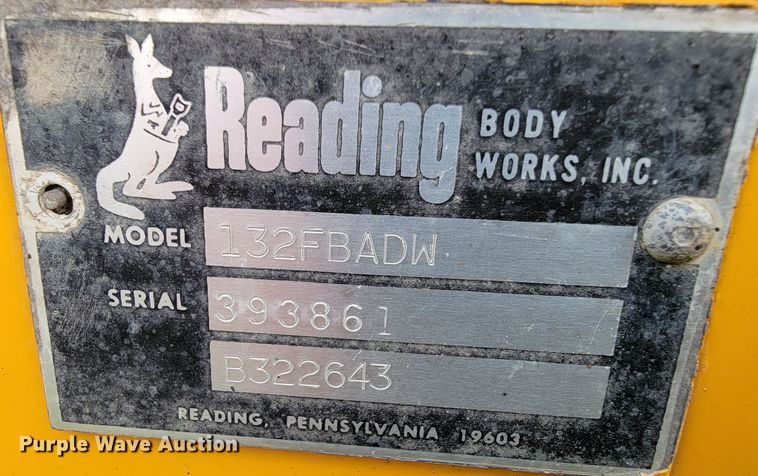 Reading BODY WORKS, INC.
MODEL 132FBADW
SERIAL 393861
B322643
READING, PENNSYLVANIA 19603
Purple Wave Auction